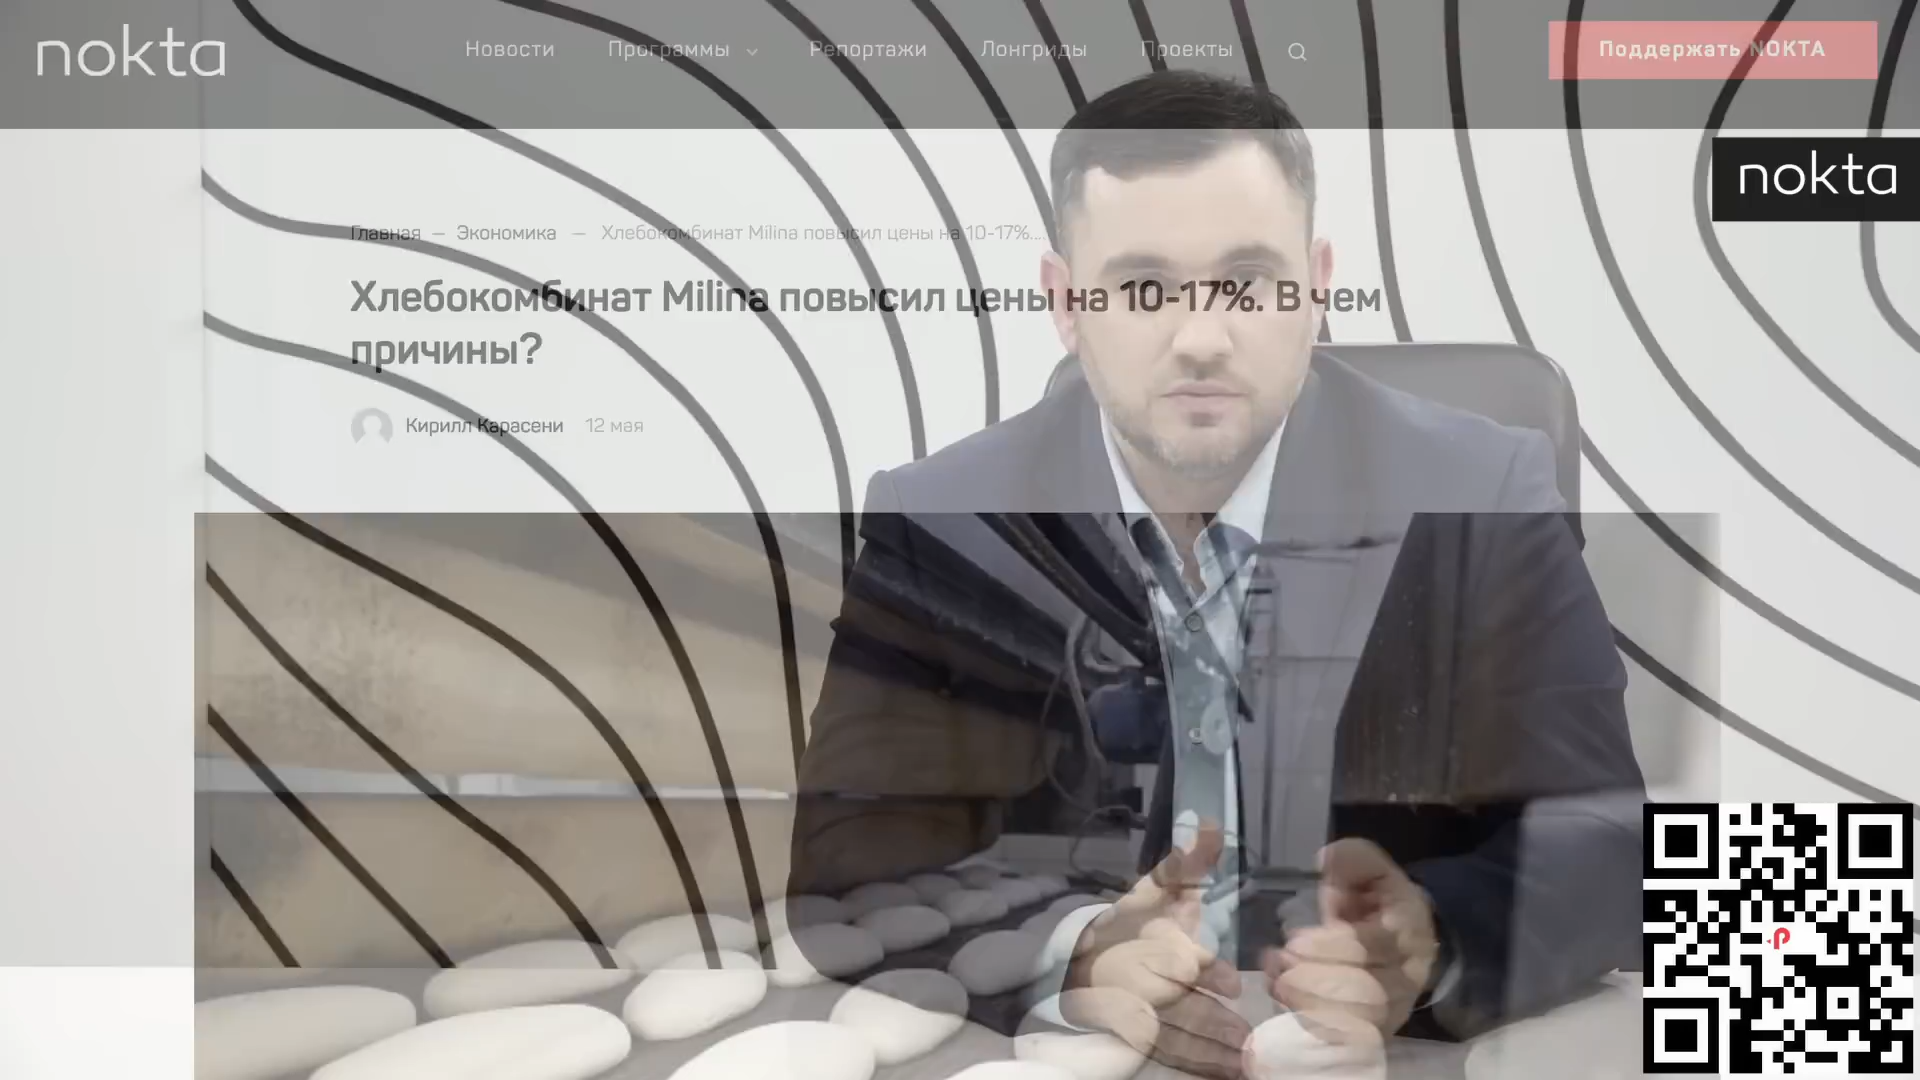 nokta
Новости Программы Репортажи Лонгриды Проекты
Поддержать NOKTA
nokta
Главная — Экономика — Хлебокомбинат Milina повысил цены на 10-17%....
Хлебокомбинат Milina повысил цены на 10-17%. В чем
причины?
Кирилл Карасени 12 мая
P